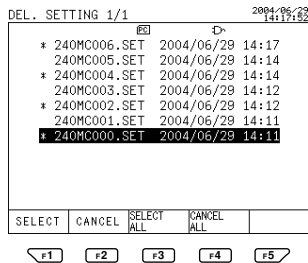 DEL. SETTING 1/1 2004/06/29 14:17:52
PC
* 240MC006.SET 2004/06/29 14:17
240MC005.SET 2004/06/29 14:14
* 240MC004.SET 2004/06/29 14:14
240MC003.SET 2004/06/29 14:12
* 240MC002.SET 2004/06/29 14:12
240MC001.SET 2004/06/29 14:11
* 240MC000.SET 2004/06/29 14:11
SELECT CANCEL SELECT ALL CANCEL ALL
F1 F2 F3 F4 F5